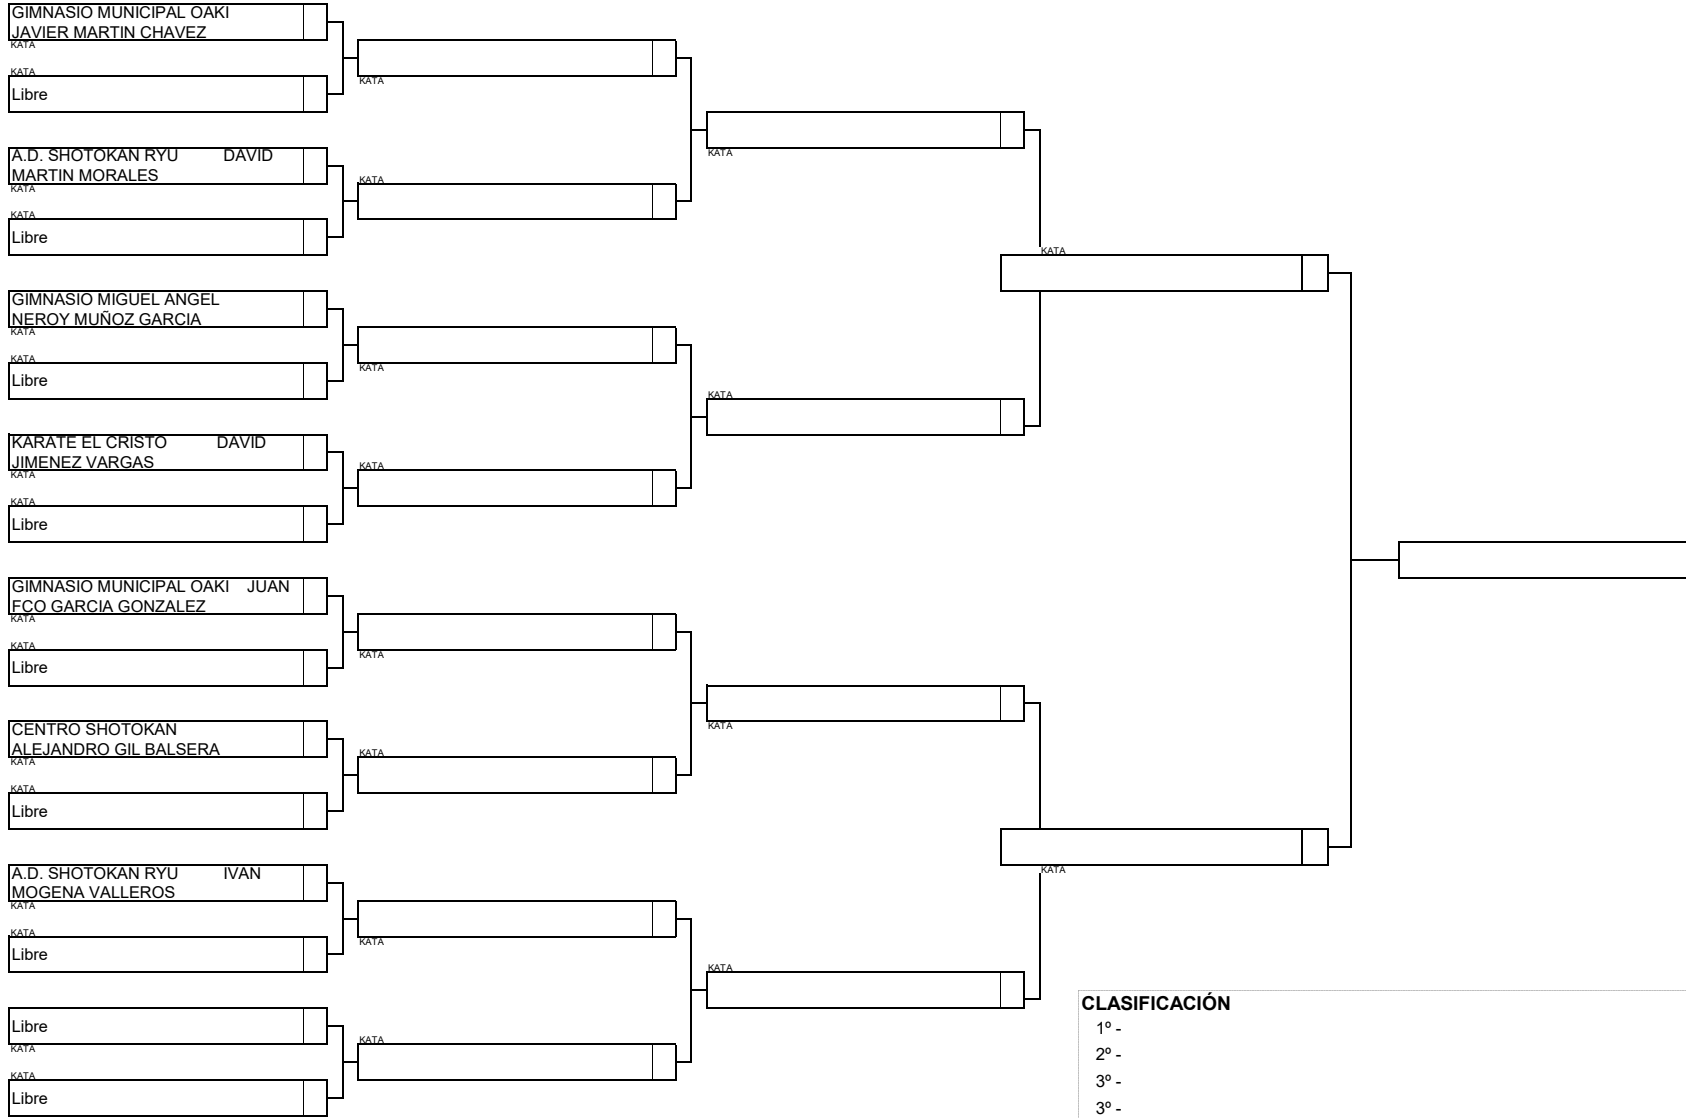 GIMNASIO MUNICIPAL OAKI
JAVIER MARTIN CHAVEZ
KATA
KATA
Libre
A.D. SHOTOKAN RYU DAVID
MARTIN MORALES
KATA
KATA
Libre
GIMNASIO MIGUEL ANGEL
NEROY MUÑOZ GARCIA
KATA
KATA
Libre
KARATE EL CRISTO DAVID
JIMENEZ VARGAS
KATA
KATA
Libre
GIMNASIO MUNICIPAL OAKI JUAN
FCO GARCIA GONZALEZ
KATA
KATA
Libre
CENTRO SHOTOKAN
ALEJANDRO GIL BALSERA
KATA
KATA
Libre
A.D. SHOTOKAN RYU IVAN
MOGENA VALLEROS
KATA
KATA
Libre
Libre
KATA
KATA
Libre
KATA
KATA
KATA
KATA
KATA
KATA
KATA
KATA
KATA
KATA
KATA
KATA
KATA
KATA
CLASIFICACIÓN
1º -
2º -
3º -
3º -